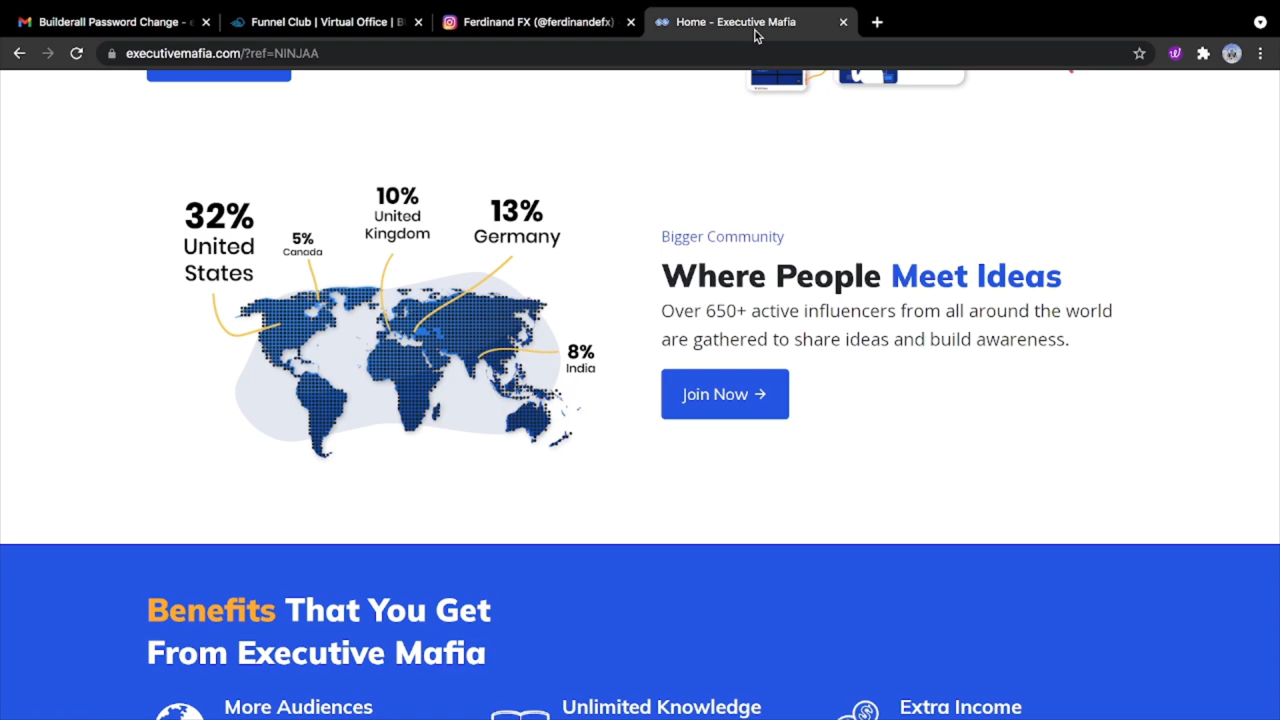 Builderall Password Change -
Funnel Club | Virtual Office |
Ferdinand FX (@ferdinandefx)
Home - Executive Mafia
executivemafia.com/?ref=NINJAA
32%
United
States
5%
Canada
10%
United
Kingdom
13%
Germany
8%
India
Bigger Community
Where People Meet Ideas
Over 650+ active influencers from all around the world
are gathered to share ideas and build awareness.
Join Now →
Benefits That You Get
From Executive Mafia
More Audiences
Unlimited Knowledge
Extra Income